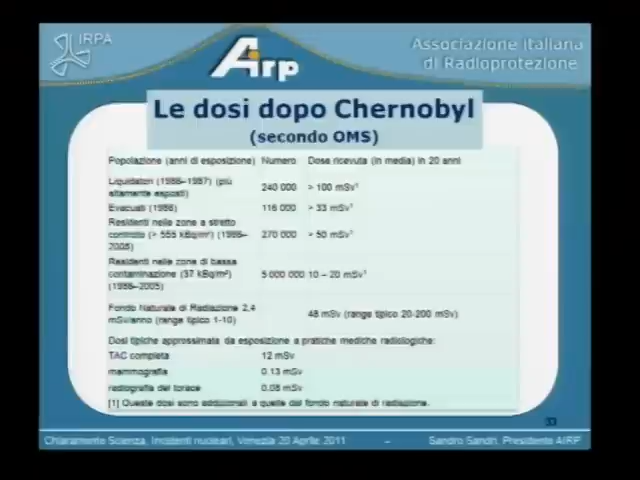 IRPA
Airp
Associazione Italiana
di Radioprotezione
Le dosi dopo Chernobyl
(secondo OMS)
Popolazione (anni di esposizione) Numero Dose ricevuta (in media) in 20 anni
Liquidatori (1986–1987) (più
altamente esposti) 240 000 > 100 mSv¹
Evacuati (1986) 116 000 > 33 mSv¹
Residenti nelle zone a stretto
controllo (> 555 kBq/m²) (1986–
2005) 270 000 > 50 mSv¹
Residenti nelle zone di bassa
contaminazione (37 kBq/m²)
(1986–2005) 5 000 000 10 – 20 mSv¹
Fondo Naturale di Radiazione 2,4
mSv/anno (range tipico 1-10) 48 mSv (range tipico 20-200 mSv)
Dosi tipiche approssimata da esposizione a pratiche mediche radiologiche:
TAC completa 12 mSv
mammografia 0.13 mSv
radiografia del torace 0.08 mSv
[1] Queste dosi sono addizionali a quelle dal fondo naturale di radiazione.
33
Chiaramente Scienza, Incidenti nucleari, Venezia 20 Aprile 2011 – Sandro Sandri, Presidente AIRP